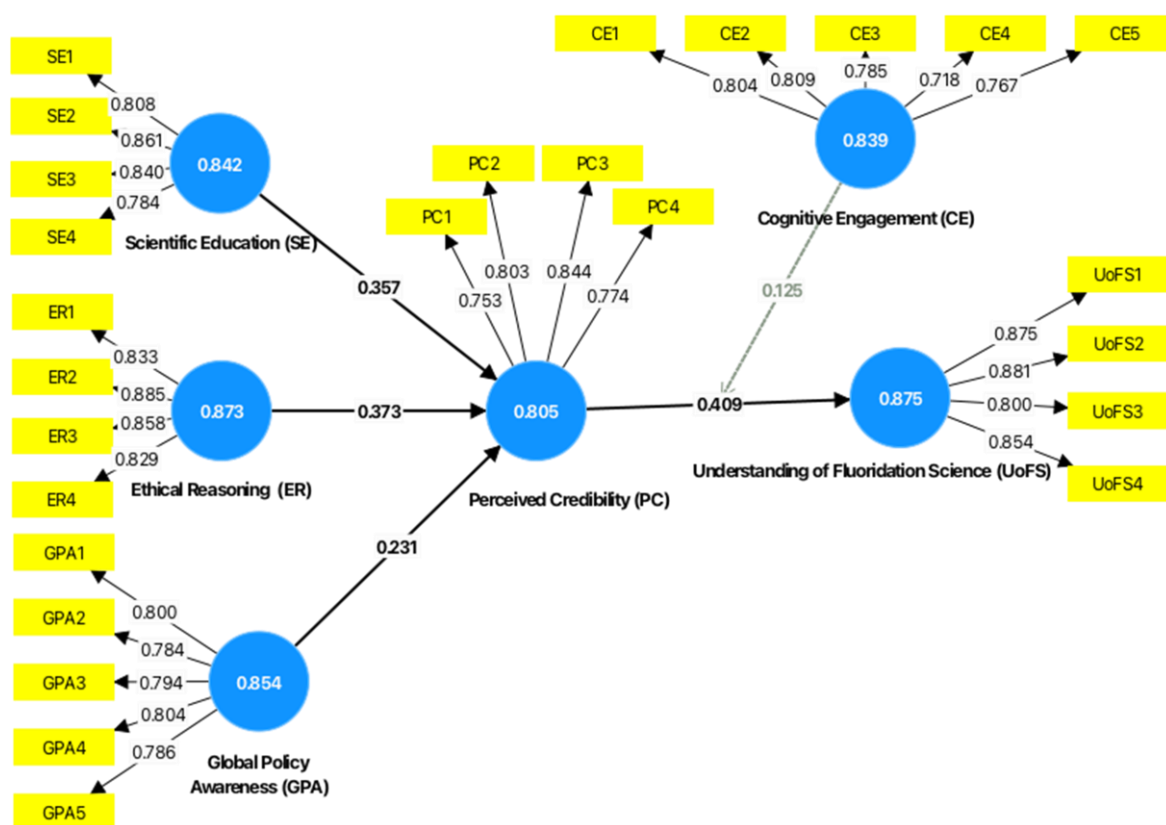 CE1
CE2
CE3
CE4
CE5
0.804
0.809
0.785
0.718
0.767
0.839
Cognitive Engagement (CE)
SE1
SE2
SE3
SE4
0.808
0.861
0.840
0.784
0.842
Scientific Education (SE)
0.357
PC1
PC2
PC3
PC4
0.753
0.803
0.844
0.774
0.805
Perceived Credibility (PC)
0.125
0.409
ER1
ER2
ER3
ER4
0.833
0.885
0.858
0.829
0.873
Ethical Reasoning (ER)
0.373
UoFS1
UoFS2
UoFS3
UoFS4
0.875
0.881
0.800
0.854
0.875
Understanding of Fluoridation Science (UoFS)
GPA1
GPA2
GPA3
GPA4
GPA5
0.800
0.784
0.794
0.804
0.786
0.854
Global Policy
Awareness (GPA)
0.231